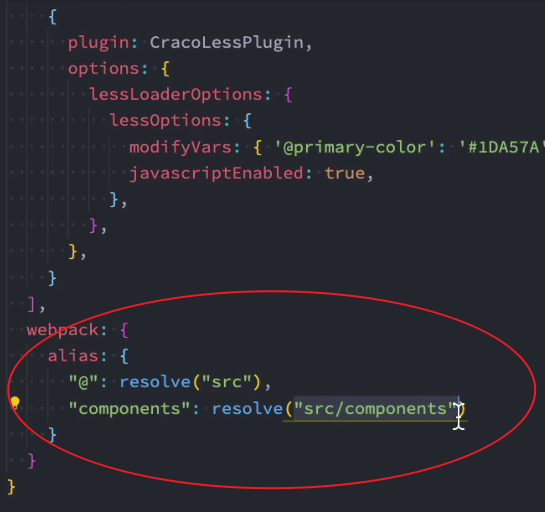 {
plugin: CracoLessPlugin,
options: {
lessLoaderOptions: {
lessOptions: {
modifyVars: { '@primary-color': '#1DA57A'
javascriptEnabled: true,
},
},
},
}
],
webpack: {
alias: {
"@": resolve("src"),
"components": resolve("src/components")
}
}
}